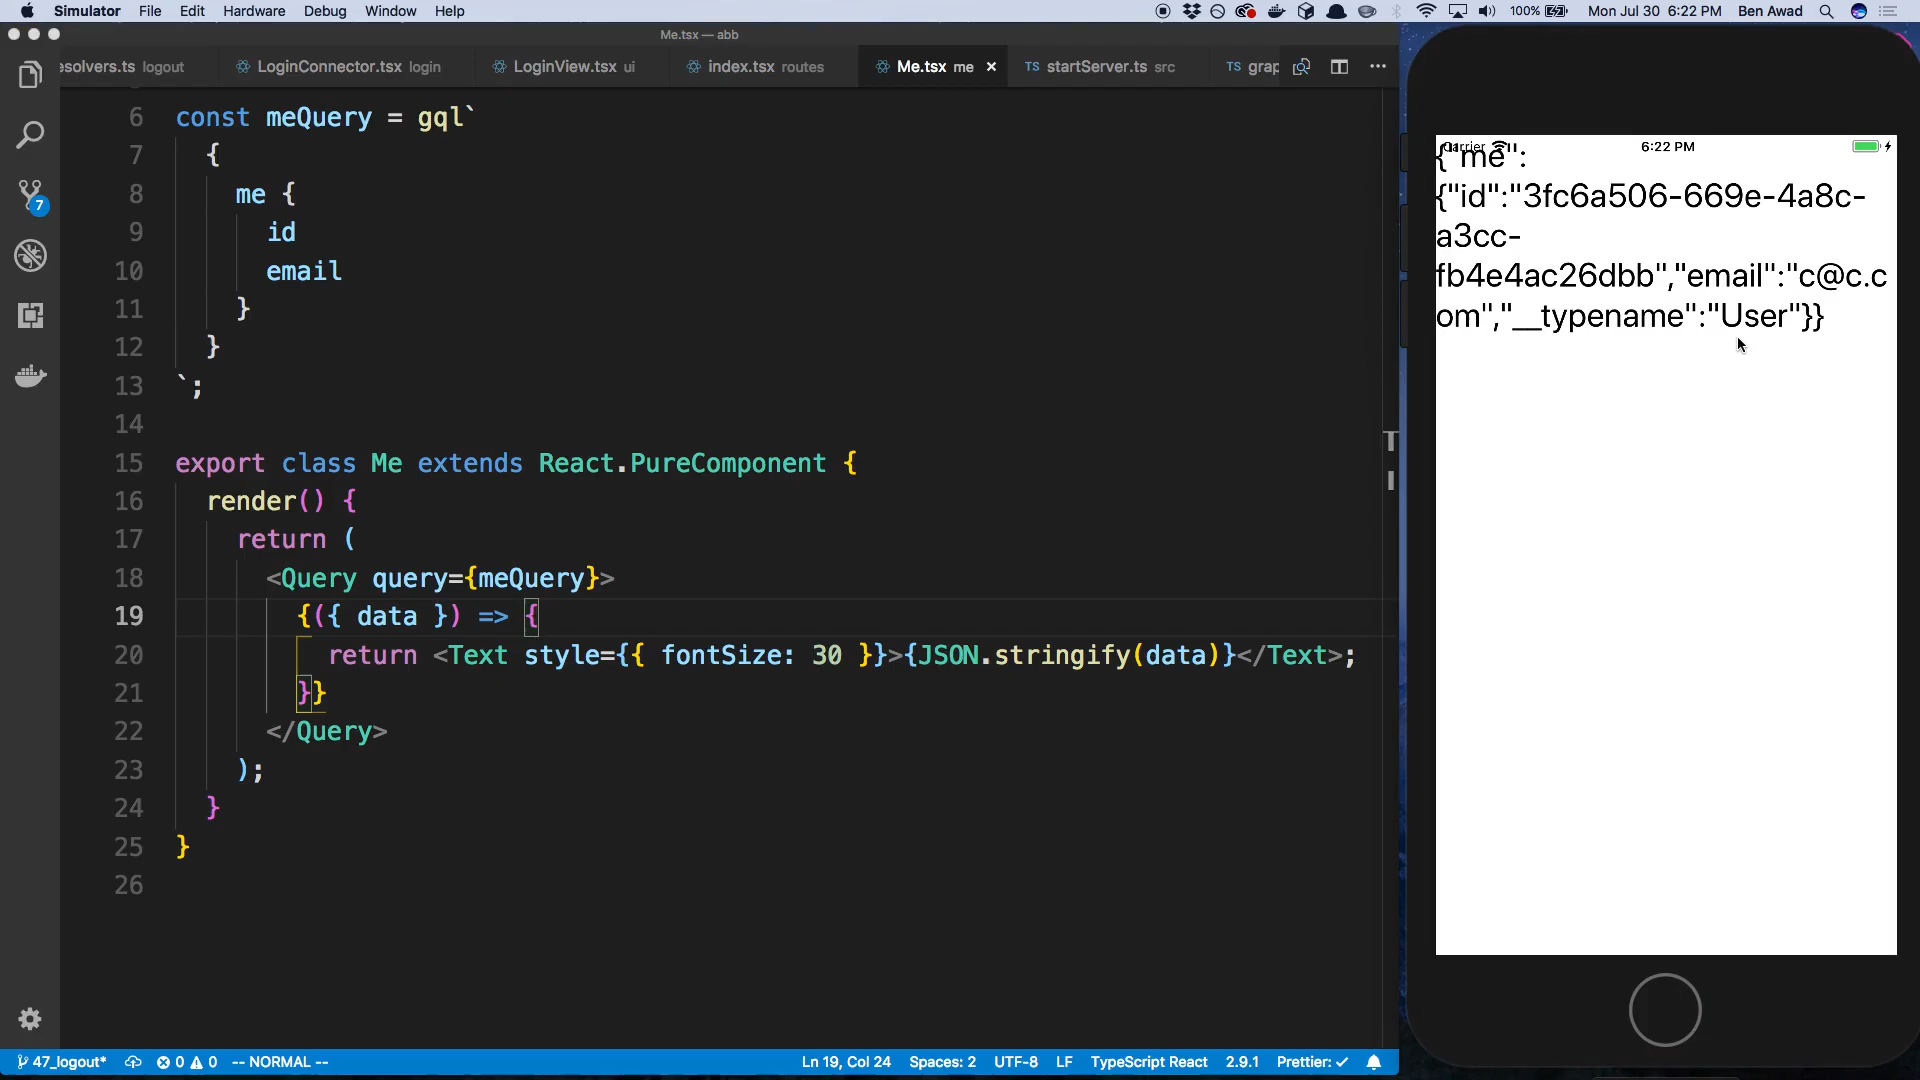 Simulator File Edit Hardware Debug Window Help 100% Mon Jul 30 6:22 PM Ben Awad
Me.tsx — abb
esolvers.ts logout LoginConnector.tsx login LoginView.tsx ui index.tsx routes Me.tsx me × TS startServer.ts src TS grap
6 const meQuery = gql`
7 {
8 me {
9 id
10 email
11 }
12 }
13 `;
14
15 export class Me extends React.PureComponent {
16 render() {
17 return (
18 <Query query={meQuery}>
19 {({ data }) => {
20 return <Text style={{ fontSize: 30 }}>{JSON.stringify(data)}</Text>;
21 }}
22 </Query>
23 );
24 }
25 }
26
7
47_logout* 0 0 -- NORMAL -- Ln 19, Col 24 Spaces: 2 UTF-8 LF TypeScript React 2.9.1 Prettier: ✓
Carrier 6:22 PM
{"me":
{"id":"3fc6a506-669e-4a8c-
a3cc-
fb4e4ac26dbb","email":"c@c.c
om","__typename":"User"}}